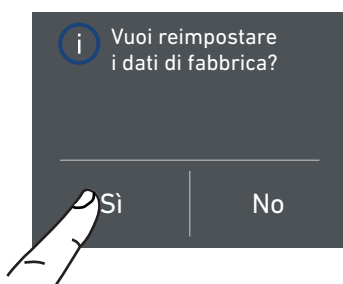 i
Vuoi reimpostare
i dati di fabbrica?
Sì
No